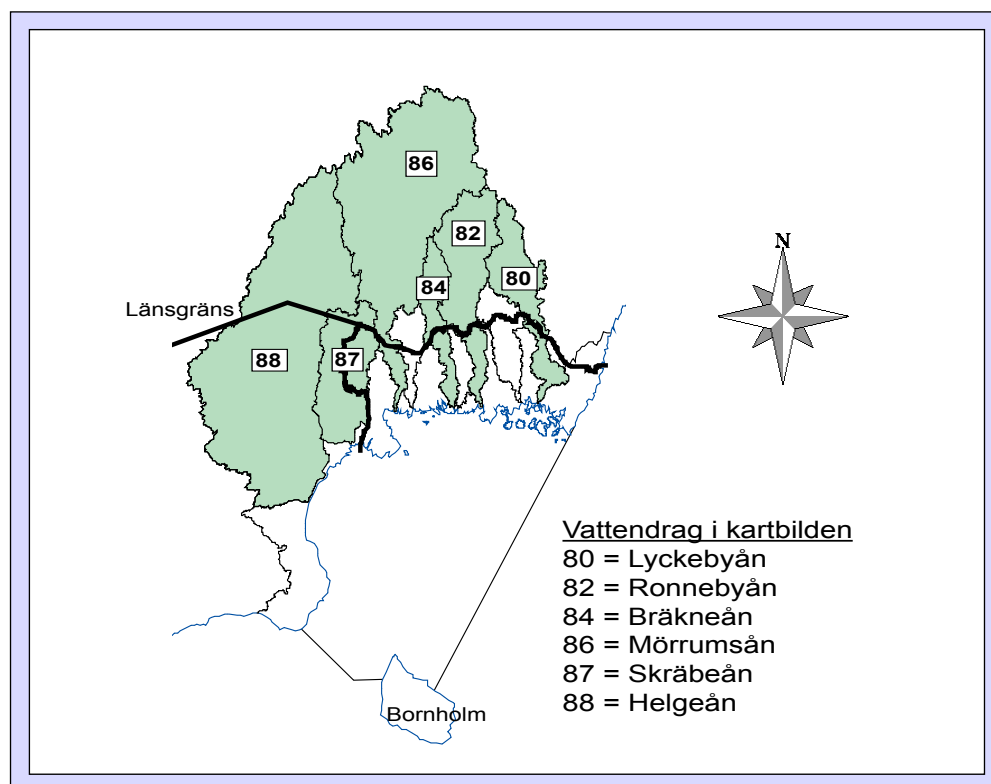 86
82
N
80
84
Länsgräns
88
87
Vattendrag i kartbilden
80 = Lyckebyån
82 = Ronnebyån
84 = Bräkneån
86 = Mörrumsån
87 = Skräbeån
88 = Helgeån
Bornholm